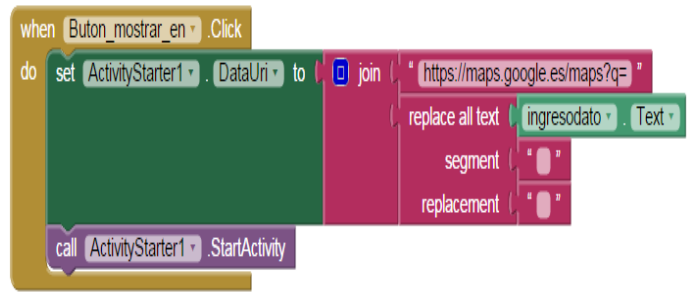 when Buton_mostrar_en .Click
do set ActivityStarter1 . DataUri to join " https://maps.google.es/maps?q= "
replace all text ingresodato . Text
segment " "
replacement " "
call ActivityStarter1 .StartActivity